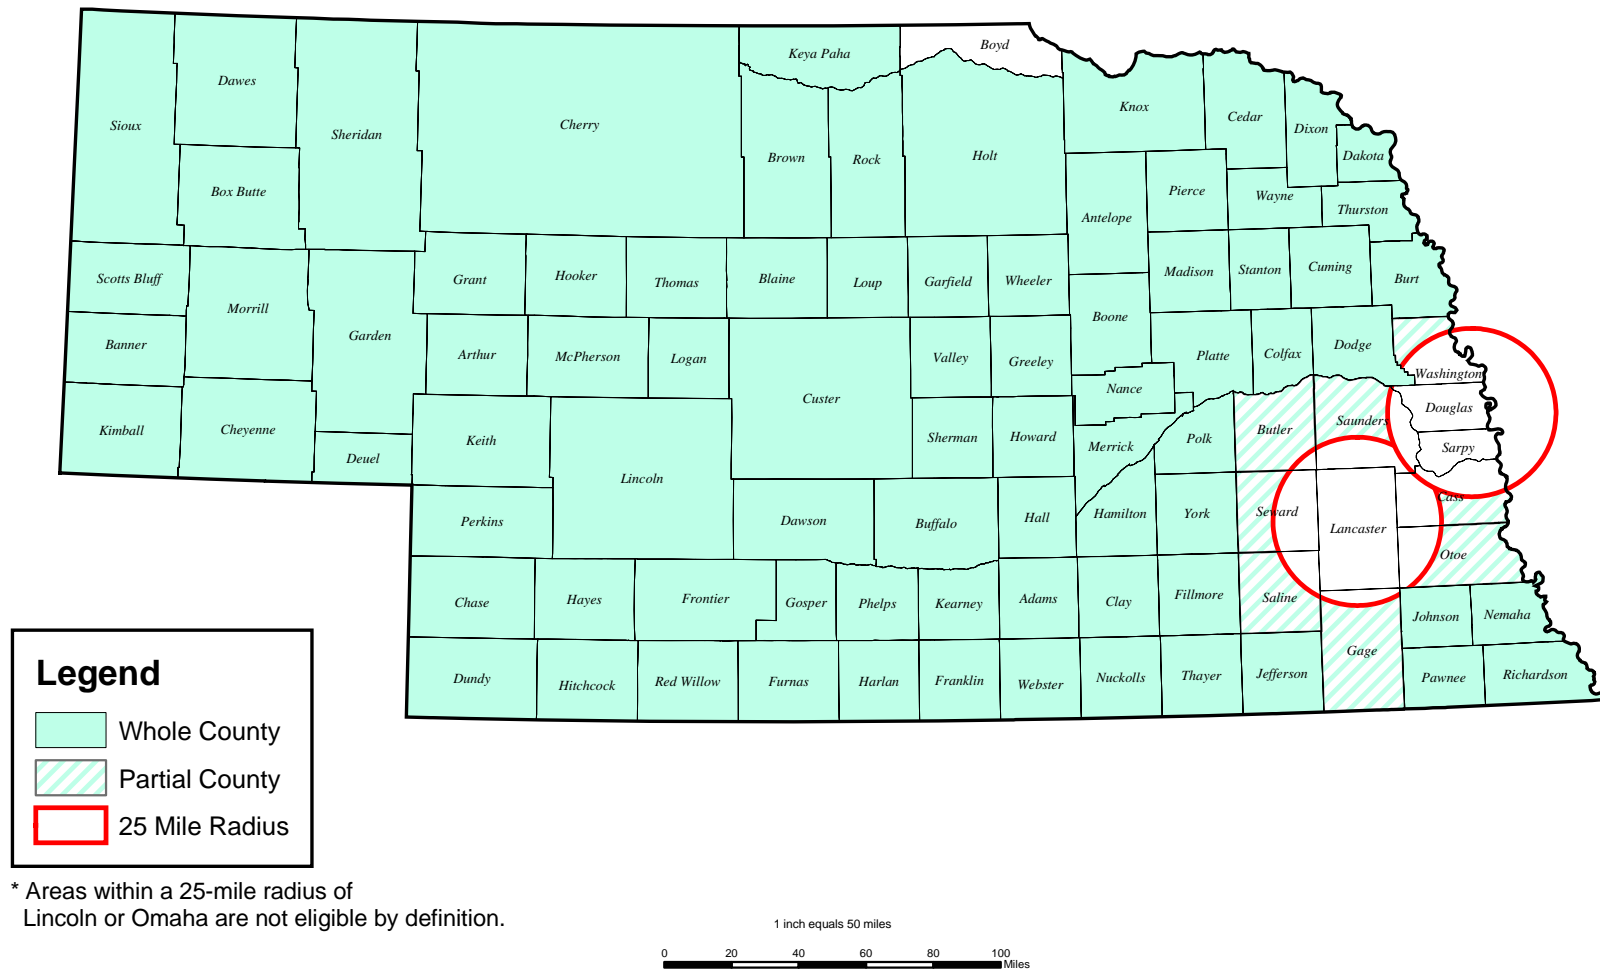 Boyd
Keya Paha
Dawes
Knox
Cedar
Sioux
Sheridan
Cherry
Dixon
Brown
Rock
Holt
Dakota
Box Butte
Pierce
Wayne
Thurston
Antelope
Scotts Bluff
Grant
Hooker
Thomas
Blaine
Loup
Garfield
Wheeler
Madison
Stanton
Cuming
Burt
Morrill
Garden
Boone
Banner
Arthur
McPherson
Logan
Valley
Greeley
Platte
Colfax
Dodge
Washington
Nance
Custer
Douglas
Kimball
Cheyenne
Keith
Sherman
Howard
Merrick
Polk
Butler
Saunders
Sarpy
Deuel
Lincoln
Perkins
Dawson
Buffalo
Hall
Hamilton
York
Seward
Lancaster
Cass
Otoe
Chase
Hayes
Frontier
Gosper
Phelps
Kearney
Adams
Clay
Fillmore
Saline
Johnson
Nemaha
Gage
Dundy
Hitchcock
Red Willow
Furnas
Harlan
Franklin
Webster
Nuckolls
Thayer
Jefferson
Pawnee
Richardson
Legend
Whole County
Partial County
25 Mile Radius
* Areas within a 25-mile radius of
Lincoln or Omaha are not eligible by definition.
1 inch equals 50 miles
0 20 40 60 80 100
Miles